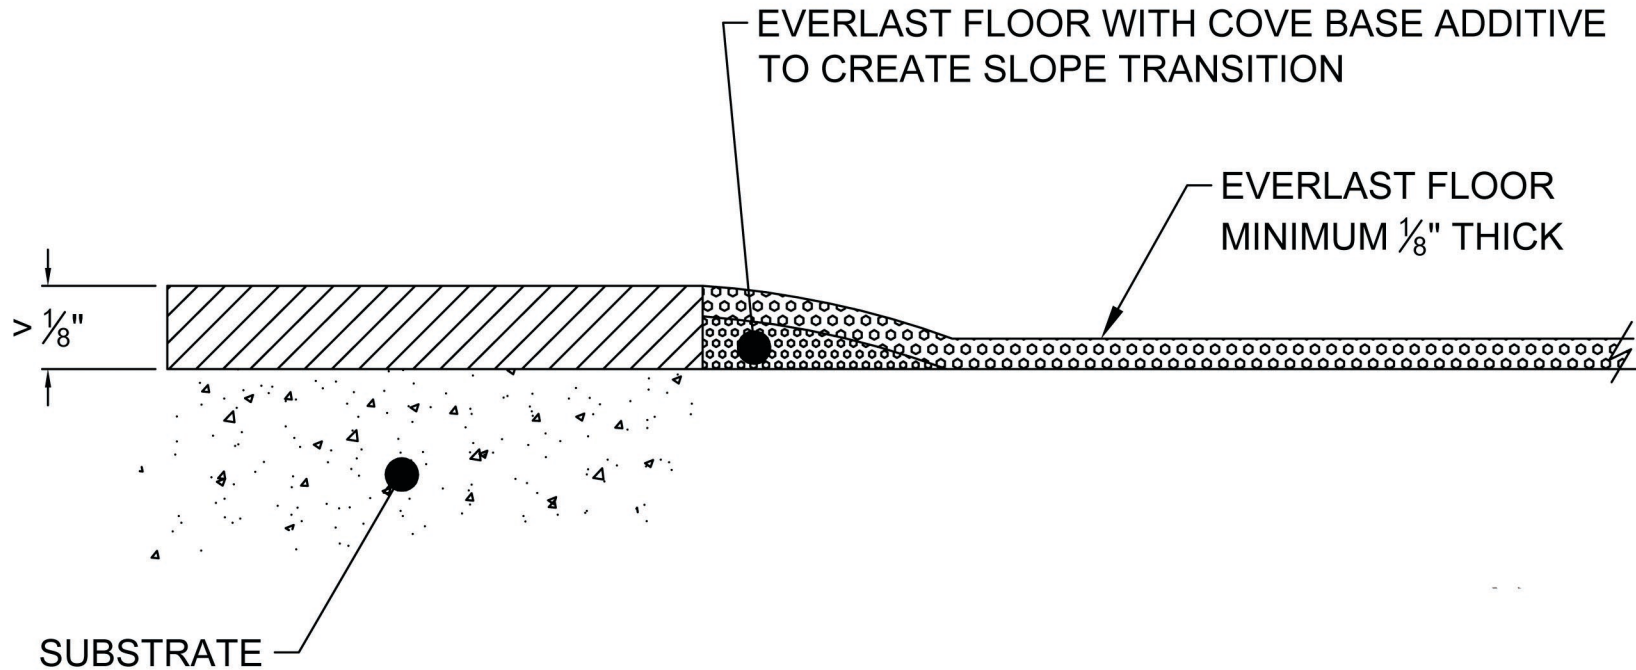 EVERLAST FLOOR WITH COVE BASE ADDITIVE
TO CREATE SLOPE TRANSITION
EVERLAST FLOOR
MINIMUM ⅛" THICK
> ⅛"
SUBSTRATE